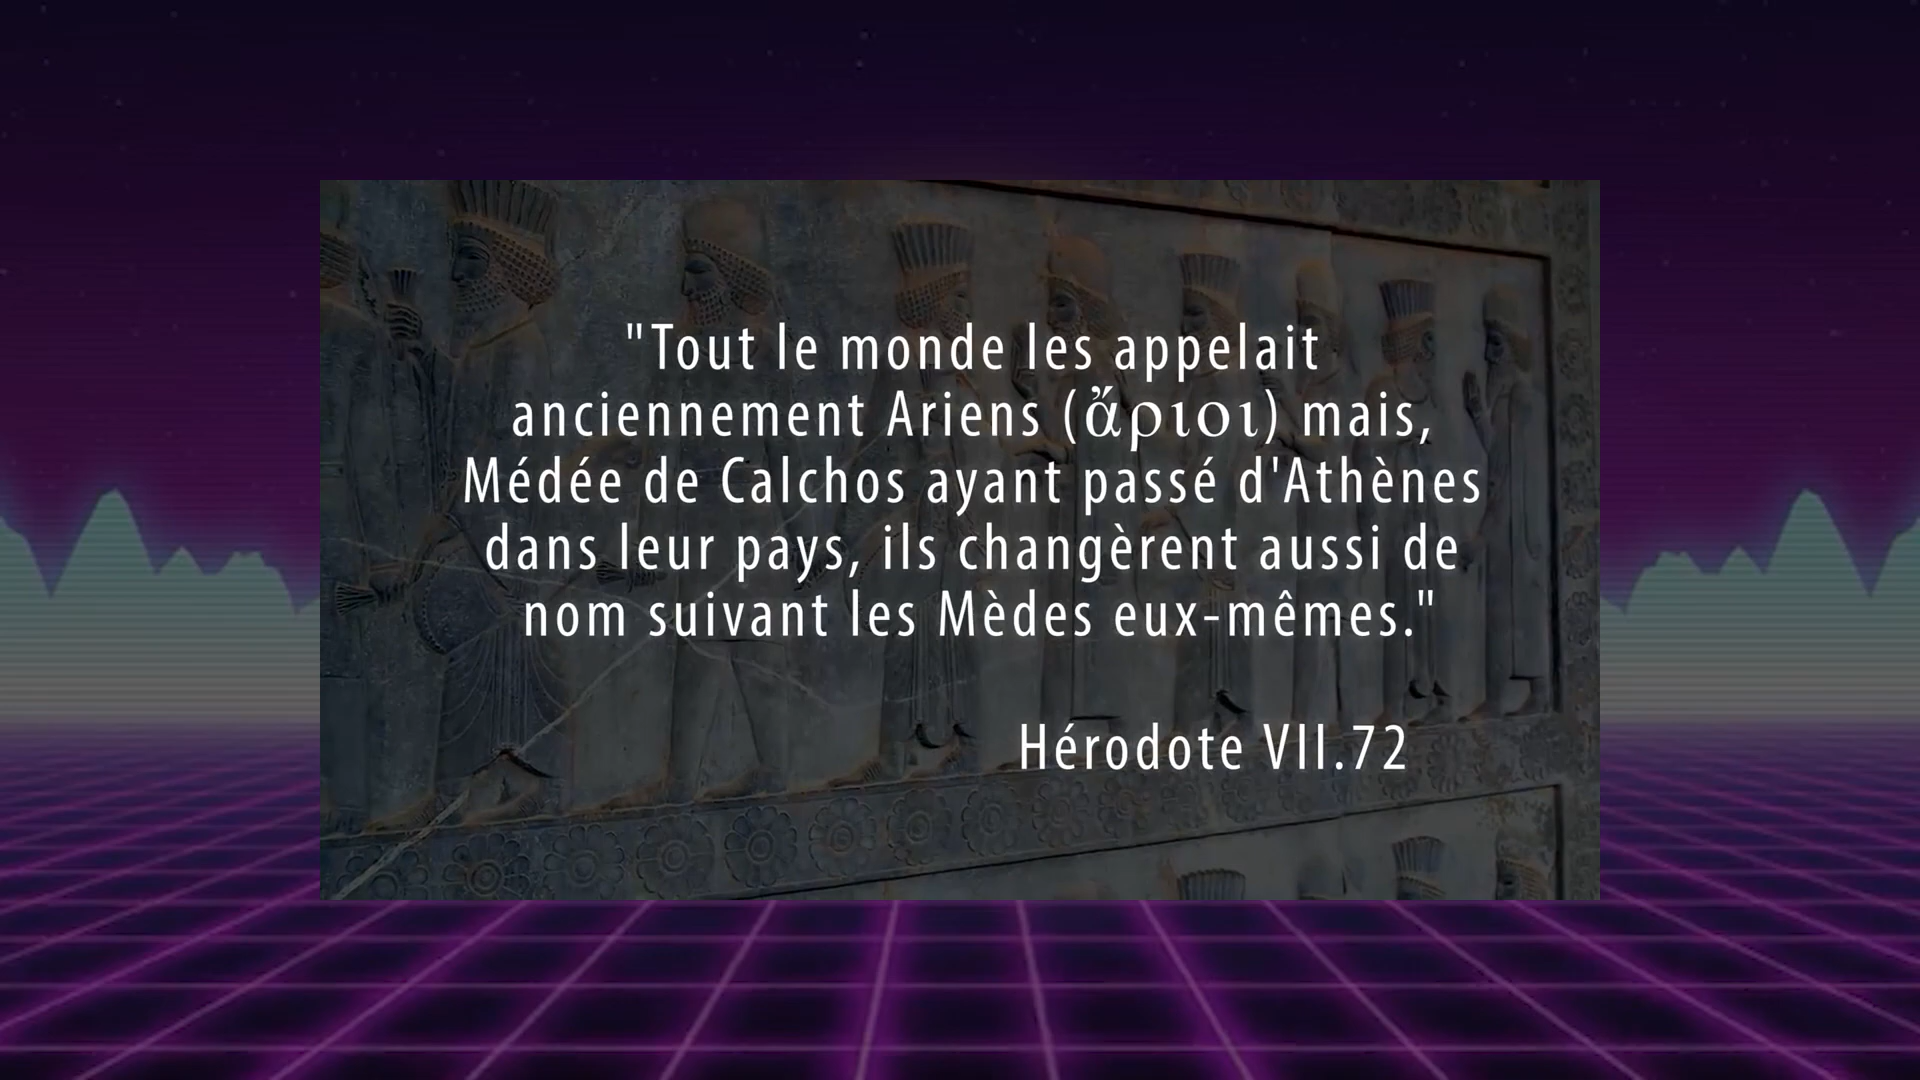 "Tout le monde les appelait
anciennement Ariens (ἄριοι) mais,
Médée de Calchos ayant passé d'Athènes
dans leur pays, ils changèrent aussi de
nom suivant les Mèdes eux-mêmes."
Hérodote VII.72